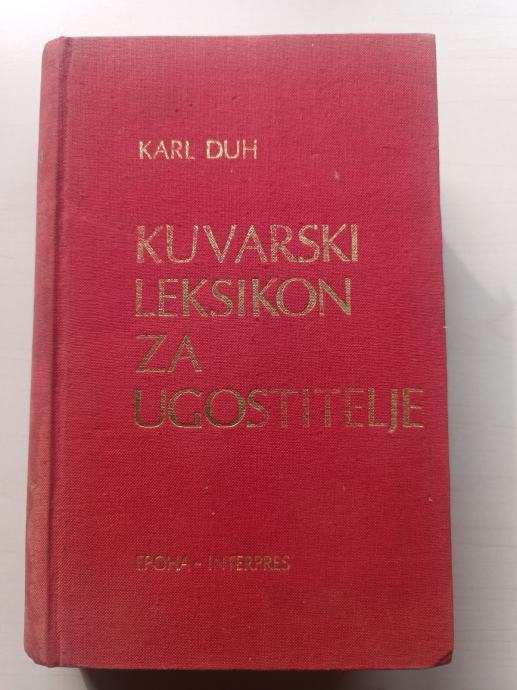 KARL DUH
KUVARSKI
LEKSIKON
ZA
UGOSTITELJE
EPOHA - INTERPRES